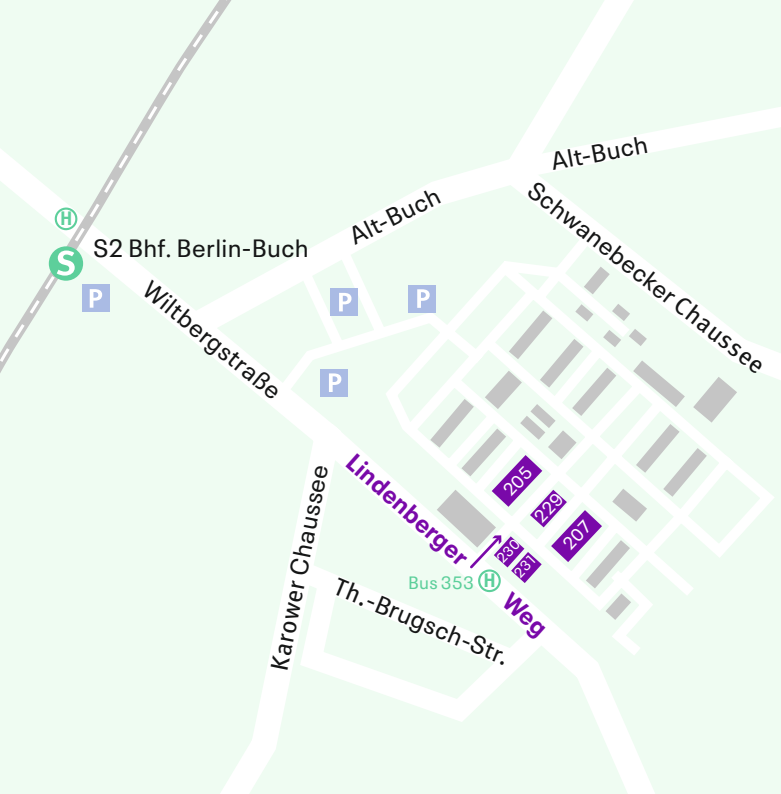 Alt-Buch
Schwanebecker Chaussee
Alt-Buch
H
S
S2 Bhf. Berlin-Buch
P
P
P
Wiltbergstraße
P
Lindenberger
205
229
207
230
231
Karower Chaussee
Bus 353 H
Th.-Brugsch-Str.
Weg